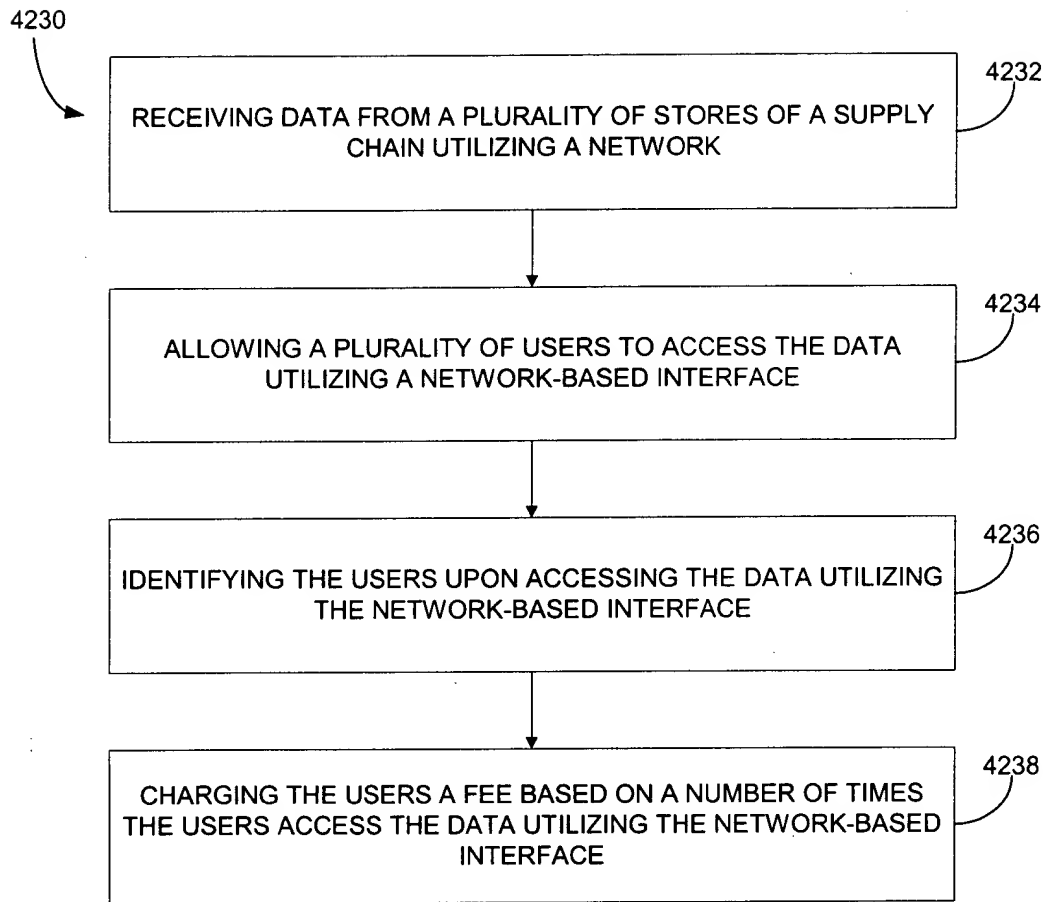 4230
4232
RECEIVING DATA FROM A PLURALITY OF STORES OF A SUPPLY
CHAIN UTILIZING A NETWORK
4234
ALLOWING A PLURALITY OF USERS TO ACCESS THE DATA
UTILIZING A NETWORK-BASED INTERFACE
4236
IDENTIFYING THE USERS UPON ACCESSING THE DATA UTILIZING
THE NETWORK-BASED INTERFACE
4238
CHARGING THE USERS A FEE BASED ON A NUMBER OF TIMES
THE USERS ACCESS THE DATA UTILIZING THE NETWORK-BASED
INTERFACE